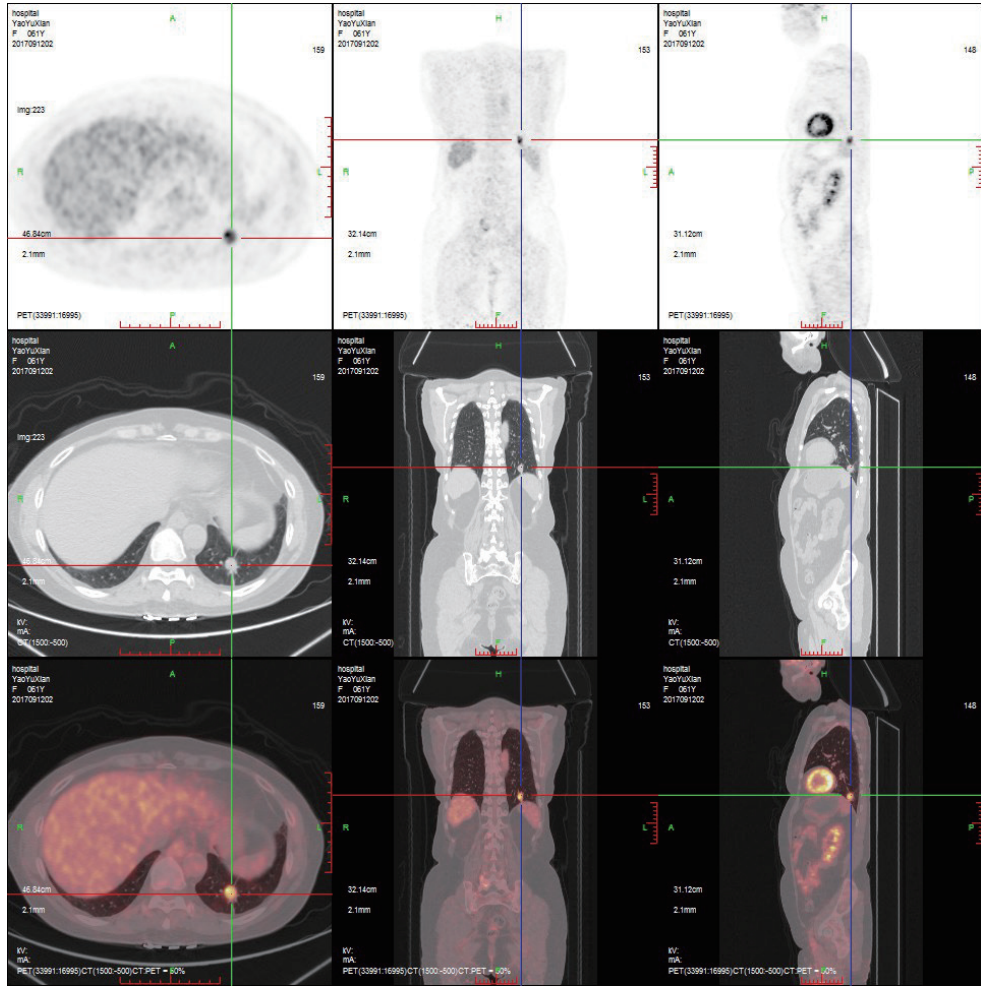 hospital
YaoYuXian
F 061Y
2017091202
A
159
Img:223
R
L
46.84cm
2.1mm
PET(33991:16995)
P
hospital
YaoYuXian
F 061Y
2017091202
H
153
R
L
32.14cm
2.1mm
PET(33991:16995)
F
hospital
YaoYuXian
F 061Y
2017091202
H
148
A
P
31.12cm
2.1mm
PET(33991:16995)
F
hospital
YaoYuXian
F 061Y
2017091202
A
159
Img:223
R
L
46.84cm
2.1mm
kV:
mA:
CT(1500:-500)
P
hospital
YaoYuXian
F 061Y
2017091202
H
153
R
L
32.14cm
2.1mm
kV:
mA:
CT(1500:-500)
F
hospital
YaoYuXian
F 061Y
2017091202
H
148
A
P
31.12cm
2.1mm
kV:
mA:
CT(1500:-500)
F
hospital
YaoYuXian
F 061Y
2017091202
A
159
R
L
46.84cm
2.1mm
kV:
mA:
PET(33991:16995)CT(1500:-500)CT:PET = 50%
hospital
YaoYuXian
F 061Y
2017091202
H
153
R
L
32.14cm
2.1mm
kV:
mA:
PET(33991:16995)CT(1500:-500)CT:PET = 50%
hospital
YaoYuXian
F 061Y
2017091202
H
148
A
P
31.12cm
2.1mm
kV:
mA:
PET(33991:16995)CT(1500:-500)CT:PET = 50%